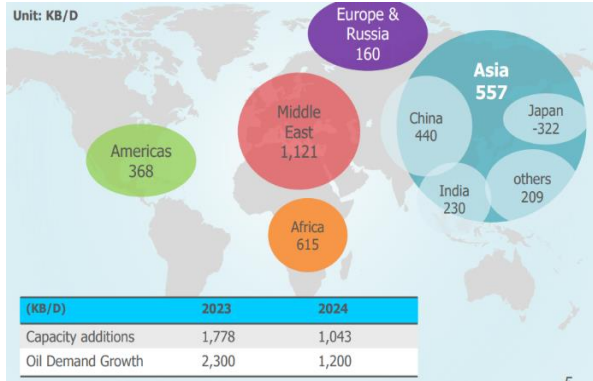 Unit: KB/D
Europe &
Russia
160
Asia
557
China
440
Japan
-322
India
230
others
209
Middle
East
1,121
Americas
368
Africa
615
(KB/D) 2023 2024
Capacity additions 1,778 1,043
Oil Demand Growth 2,300 1,200